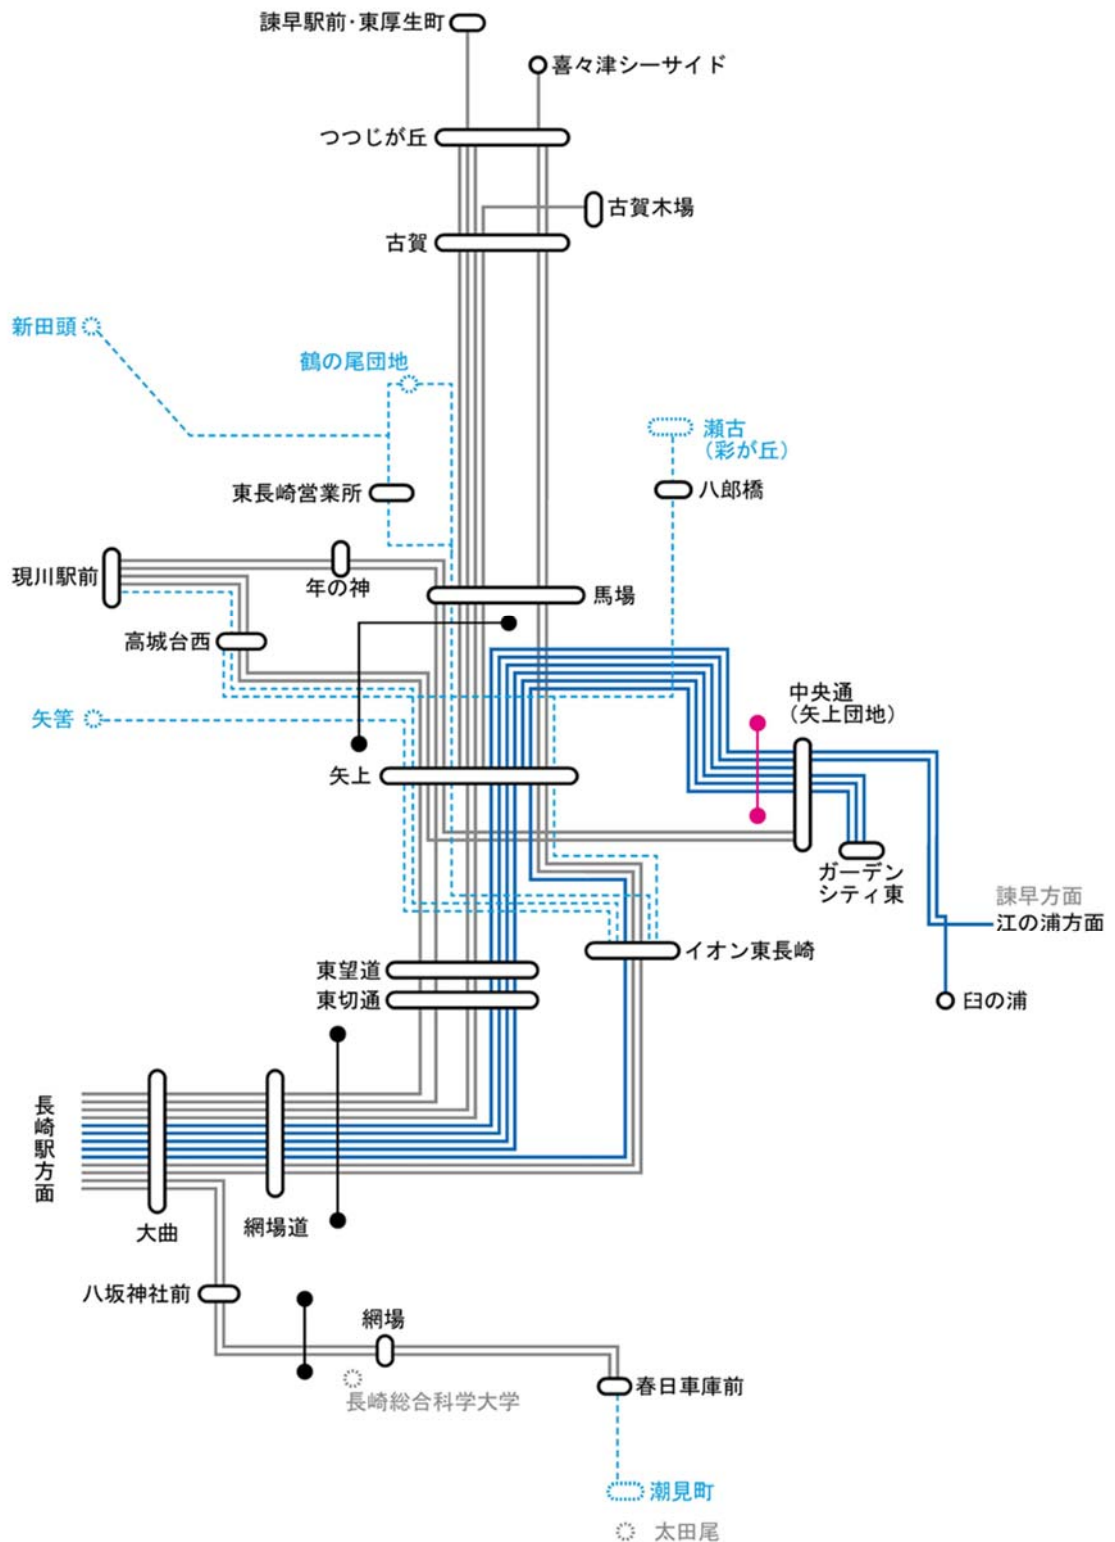 諫早駅前･東厚生町
喜々津シーサイド
つつじが丘
古賀木場
古賀
新田頭
鶴の尾団地
瀬古
（彩が丘）
東長崎営業所
八郎橋
現川駅前
年の神
馬場
高城台西
矢筈
中央通
（矢上団地）
矢上
ガーデン
シティ東
諫早方面
江の浦方面
イオン東長崎
東望道
東切通
臼の浦
長崎駅方面
大曲
網場道
八坂神社前
網場
長崎総合科学大学
春日車庫前
潮見町
太田尾